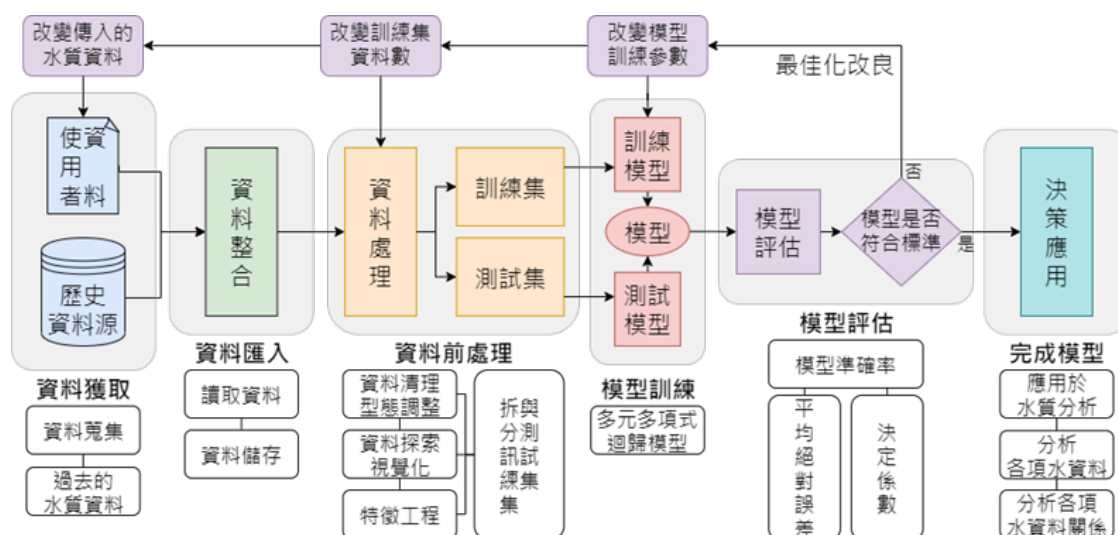 改變傳入的
水質資料
改變訓練集
資料數
改變模型
訓練參數
最佳化改良
使資
用
者料
歷史
資料源
資料整合
資料處理
訓練集
測試集
訓練
模型
模型
測試
模型
模型
評估
模型是否
符合標準
否
是
決策應用
資料獲取
資料匯入
資料前處理
模型訓練
模型評估
完成模型
資料蒐集
過去的
水質資料
讀取資料
資料儲存
資料清理
型態調整
資料探索
視覺化
特徵工程
拆與
分測
訊試
練集
集
多元多項式
迴歸模型
模型準確率
平均絕對誤差
決定係數
應用於
水質分析
分析
各項水資料
分析各項
水資料關係